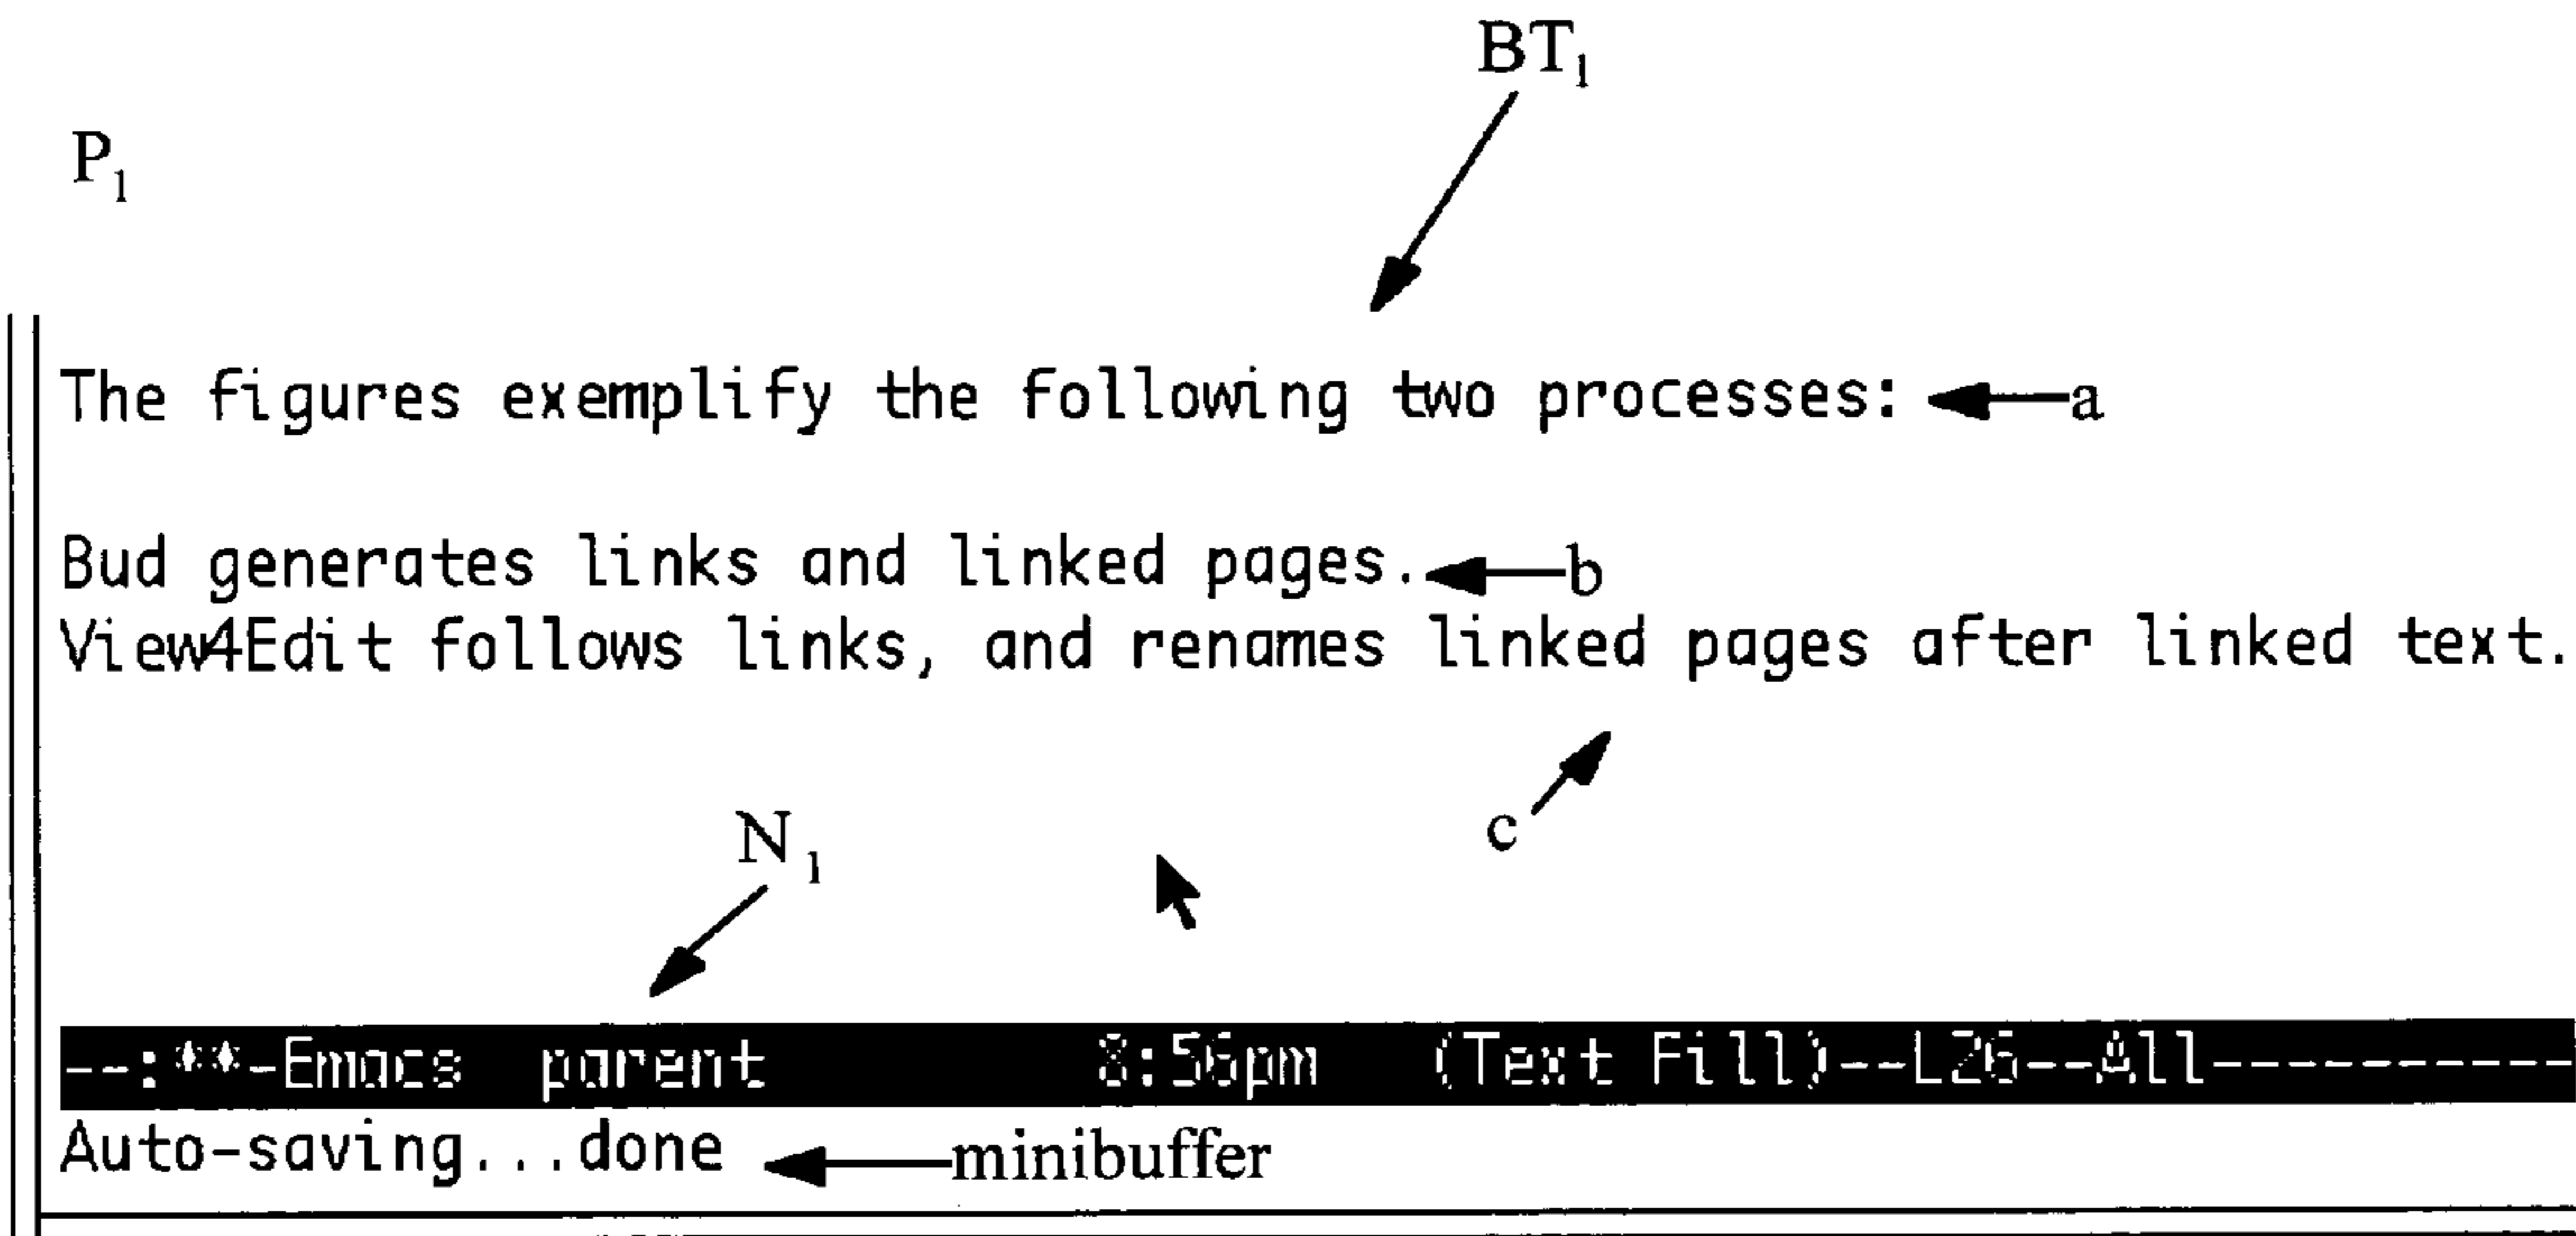 BT₁
P₁
The figures exemplify the following two processes: a
Bud generates links and linked pages. b
View4Edit follows links, and renames linked pages after linked text.
c
N₁
--:**-Emacs parent 8:56pm (Text Fill)--L26--All----------
Auto-saving...done minibuffer